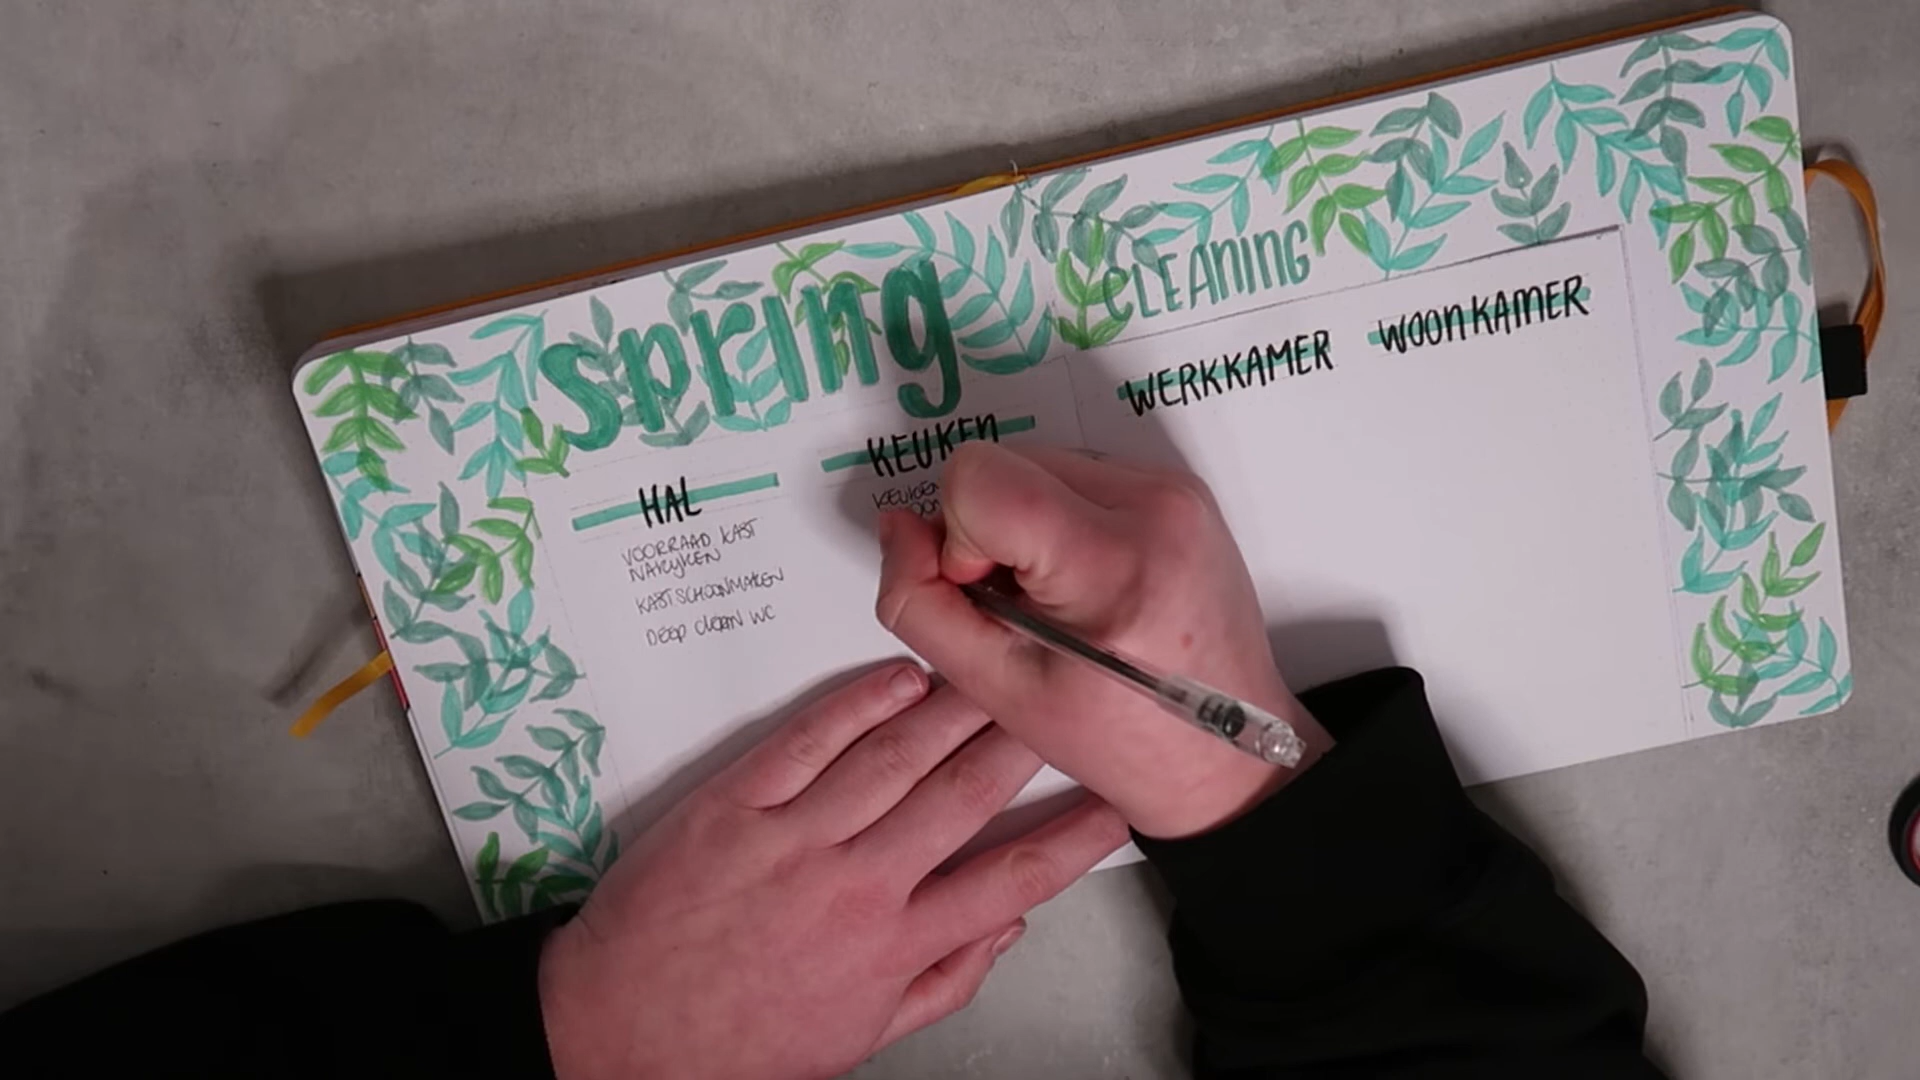 spring
CLEANING
HAL
VOORRAAD KAST
NAKIJKEN
KAST SCHOONMAKEN
DEEP CLEAN WC
KEUKEN
WERKKAMER
WOONKAMER